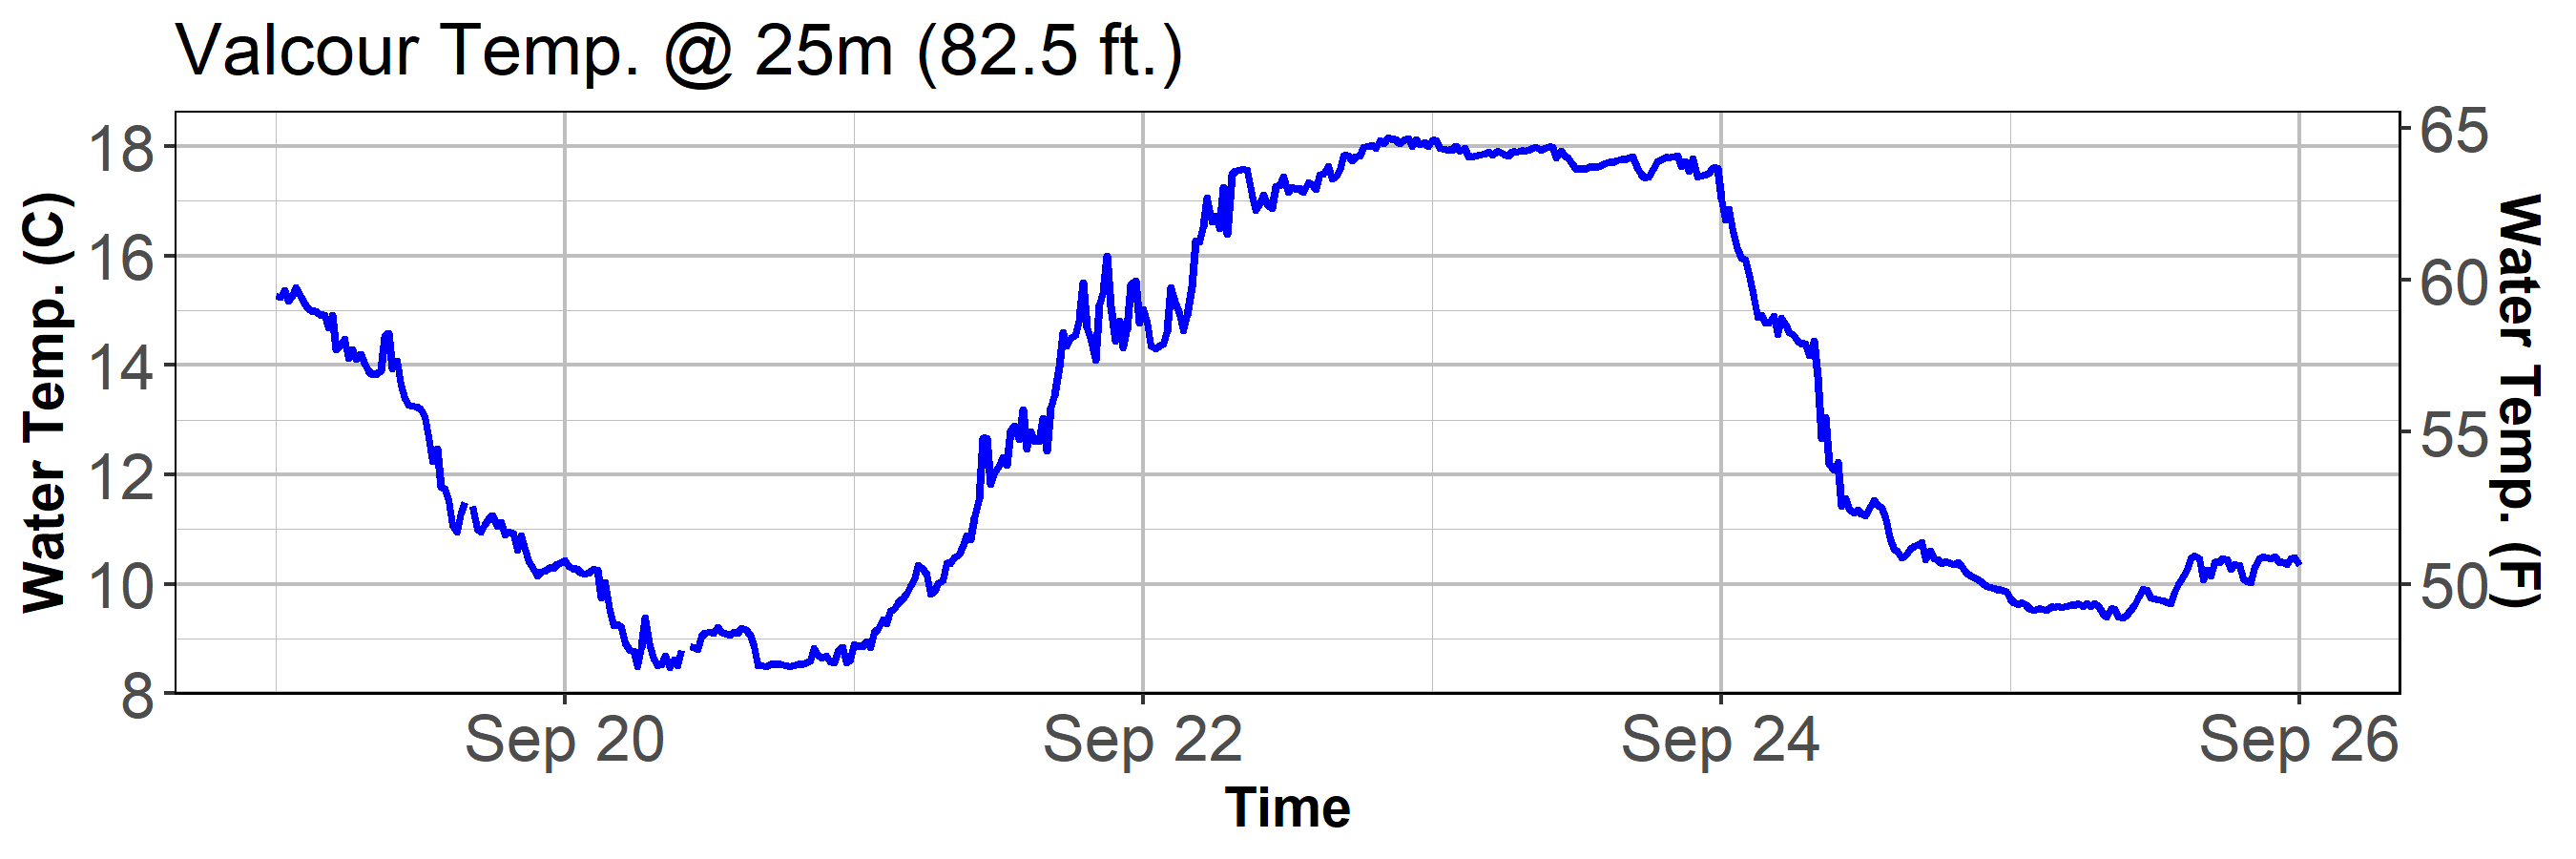 Valcour Temp. @ 25m (82.5 ft.)
Water Temp. (C)
18
16
14
12
10
8
65
60
55
50
Water Temp. (F)
Sep 20 Sep 22 Sep 24 Sep 26
Time